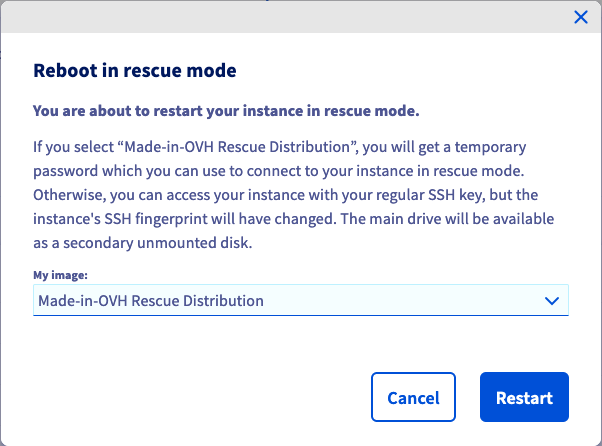 Reboot in rescue mode
You are about to restart your instance in rescue mode.
If you select “Made-in-OVH Rescue Distribution”, you will get a temporary
password which you can use to connect to your instance in rescue mode.
Otherwise, you can access your instance with your regular SSH key, but the
instance's SSH fingerprint will have changed. The main drive will be available
as a secondary unmounted disk.
My image:
Made-in-OVH Rescue Distribution
Cancel
Restart